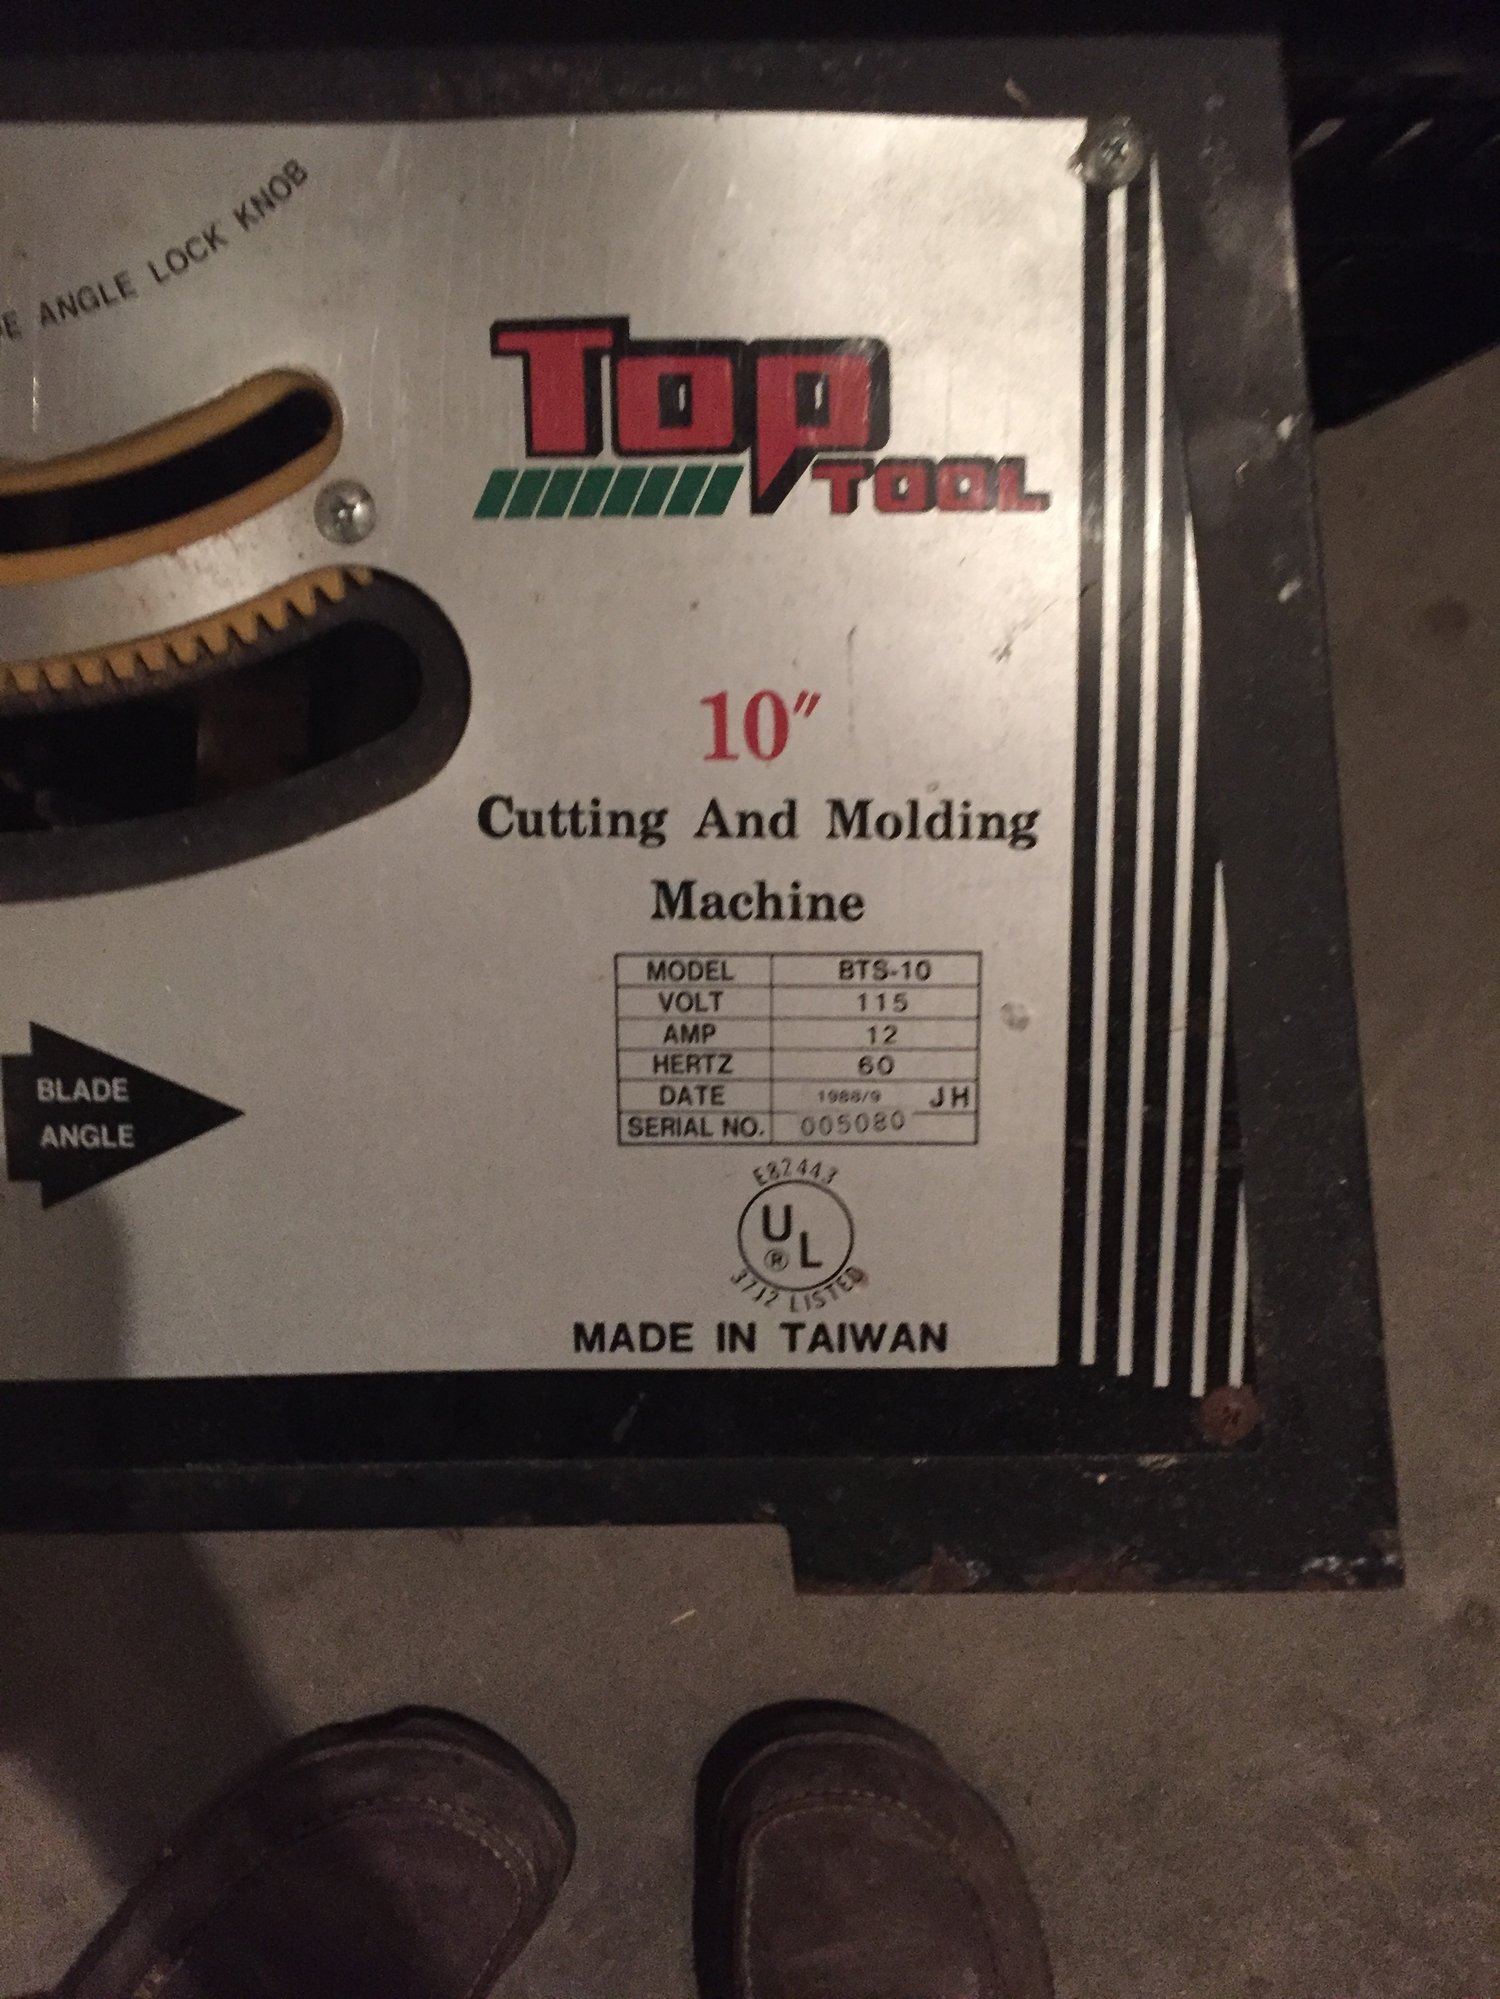 ANGLE LOCK KNOB
TOP
TOOL
10"
Cutting And Molding
Machine
MODEL BTS-10
VOLT 115
AMP 12
HERTZ 60
DATE 1988/9 JH
SERIAL NO. 005080
BLADE
ANGLE
E82443
UL
®
3712 LISTED
MADE IN TAIWAN